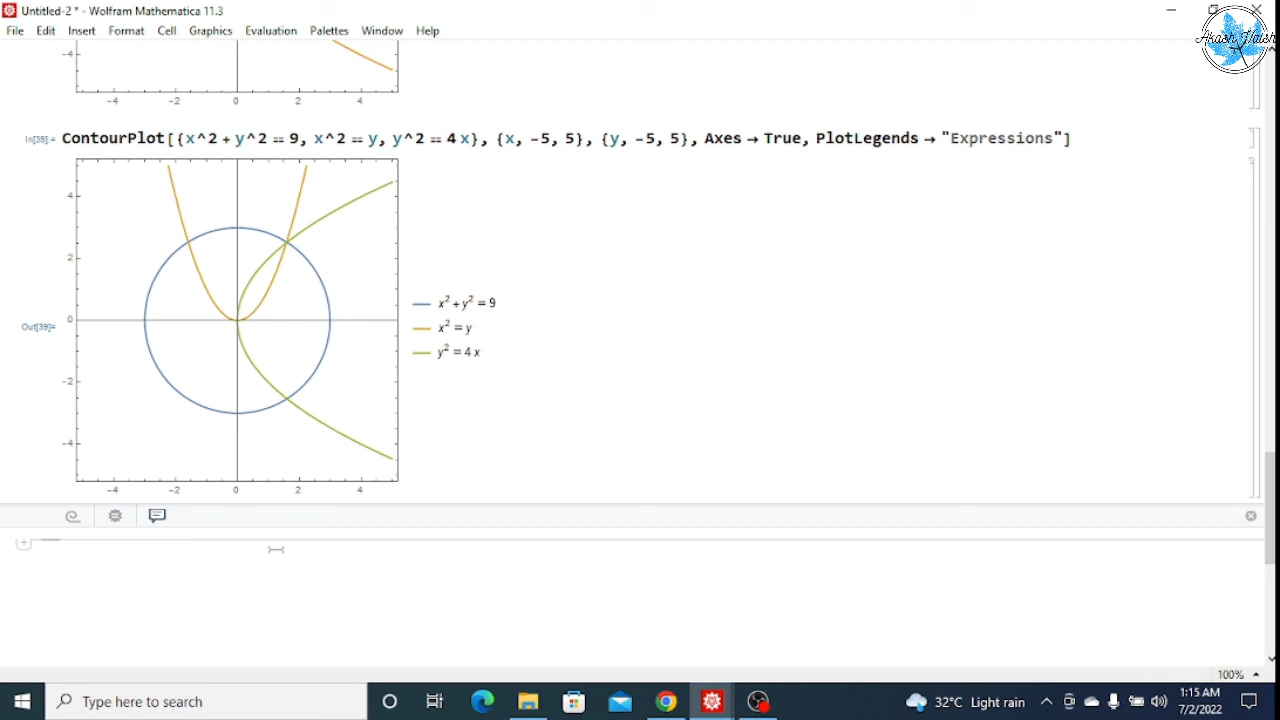 Untitled-2 * - Wolfram Mathematica 11.3
File Edit Insert Format Cell Graphics Evaluation Palettes Window Help
-4
-4 -2 0 2 4
In[39]:= ContourPlot[{x^2 + y^2 == 9, x^2 == y, y^2 == 4 x}, {x, -5, 5}, {y, -5, 5}, Axes → True, PlotLegends → "Expressions"]
4
2
x² + y² = 9
0
Out[39]=
x² = y
y² = 4 x
-2
-4
-4 -2 0 2 4
100%
Type here to search
32°C Light rain
1:15 AM
7/2/2022